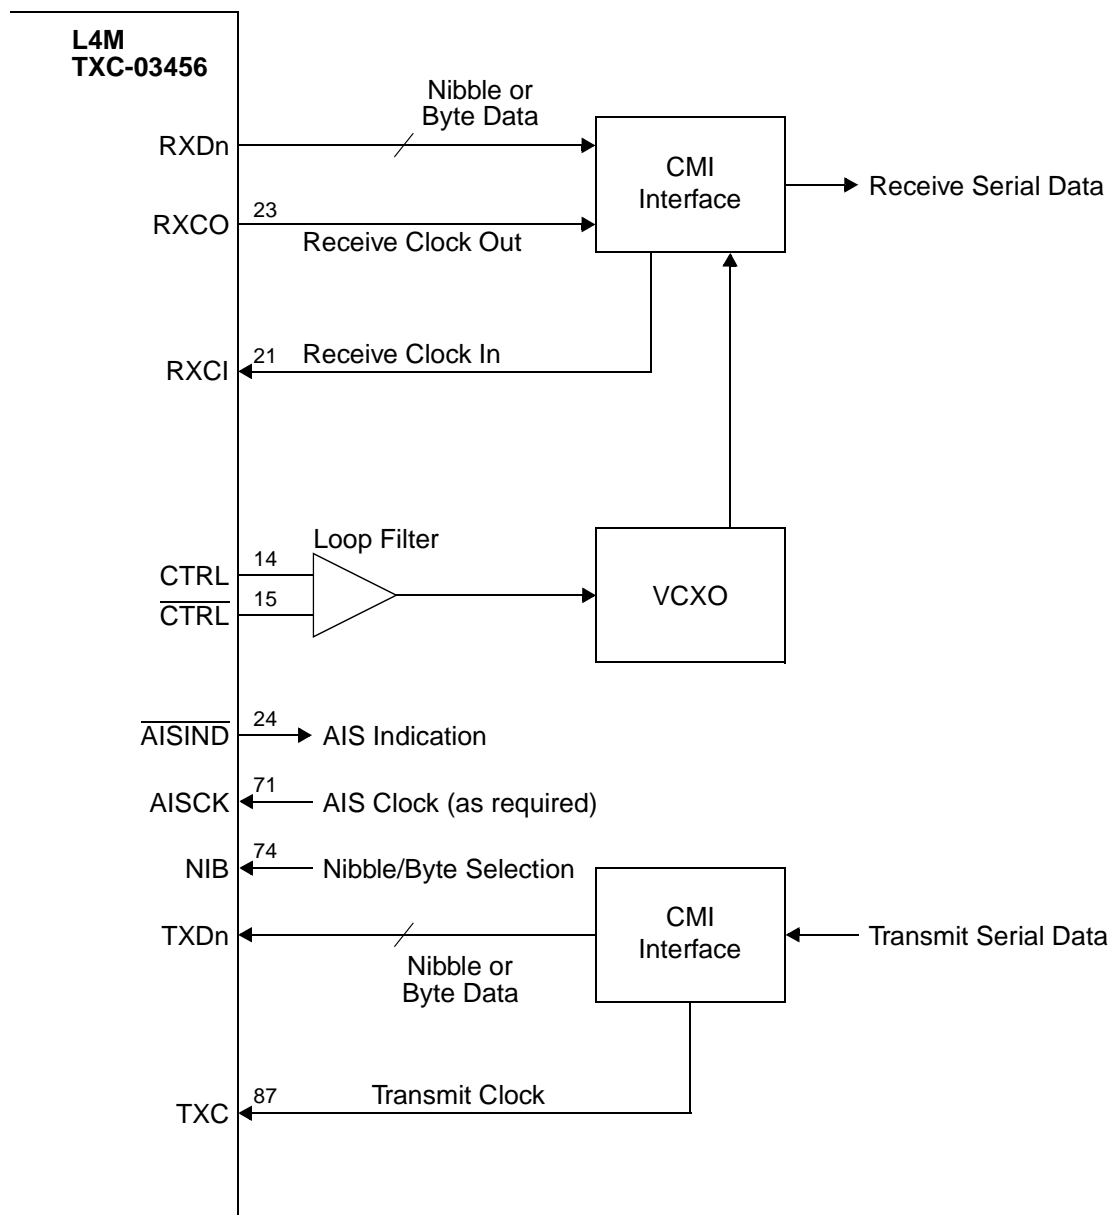 L4M
TXC-03456
Nibble or
Byte Data
RXDn
CMI
Interface
Receive Serial Data
RXCO
23
Receive Clock Out
RXCI
21
Receive Clock In
Loop Filter
CTRL
14
CTRL
15
VCXO
AISIND
24
AIS Indication
AISCK
71
AIS Clock (as required)
NIB
74
Nibble/Byte Selection
TXDn
CMI
Interface
Transmit Serial Data
Nibble or
Byte Data
TXC
87
Transmit Clock